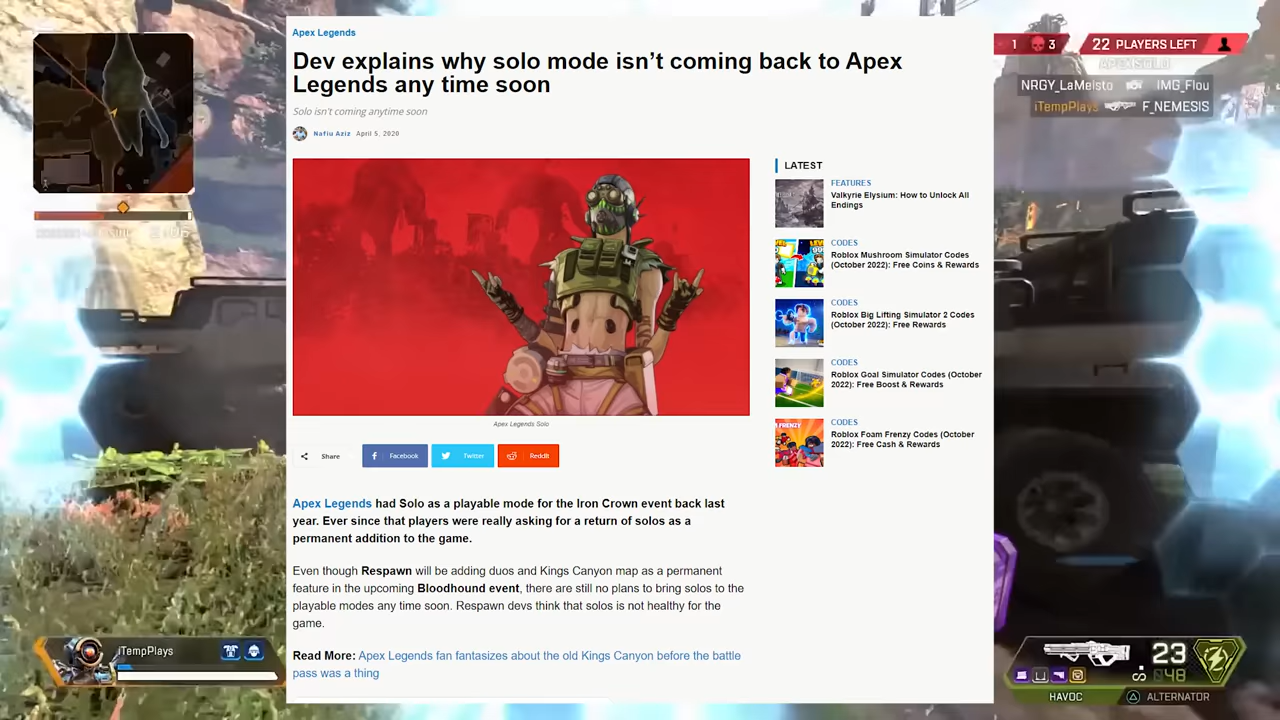 Apex Legends
Dev explains why solo mode isn’t coming back to Apex
Legends any time soon
Solo isn't coming anytime soon
Nafiu Aziz April 5, 2020
Apex Legends Solo
Share
Facebook
Twitter
ReddIt
Apex Legends had Solo as a playable mode for the Iron Crown event back last
year. Ever since that players were really asking for a return of solos as a
permanent addition to the game.
Even though Respawn will be adding duos and Kings Canyon map as a permanent
feature in the upcoming Bloodhound event, there are still no plans to bring solos to the
playable modes any time soon. Respawn devs think that solos is not healthy for the
game.
Read More: Apex Legends fan fantasizes about the old Kings Canyon before the battle
pass was a thing
LATEST
FEATURES
Valkyrie Elysium: How to Unlock All
Endings
CODES
Roblox Mushroom Simulator Codes
(October 2022): Free Coins & Rewards
CODES
Roblox Big Lifting Simulator 2 Codes
(October 2022): Free Rewards
CODES
Roblox Goal Simulator Codes (October
2022): Free Boost & Rewards
CODES
Roblox Foam Frenzy Codes (October
2022): Free Cash & Rewards
1 3
22 PLAYERS LEFT
NRGY_LaMeisto IMG_Flou
iTempPlays F_NEMESIS
iTempPlays
23
HAVOC
ALTERNATOR